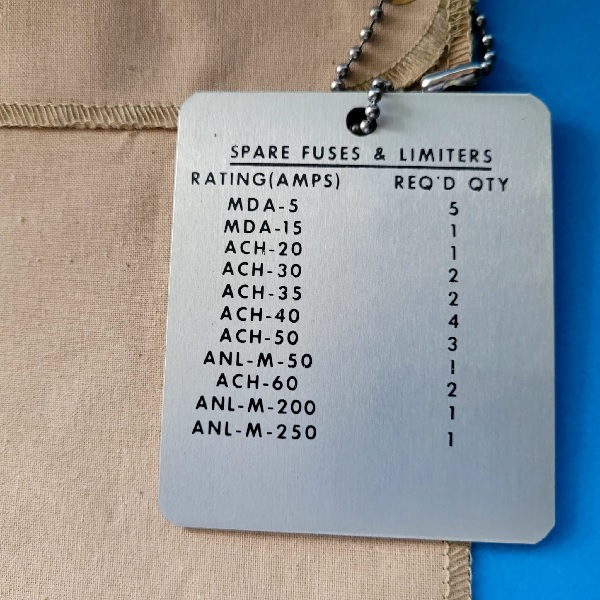 SPARE FUSES & LIMITERS
RATING(AMPS) REQ'D QTY
MDA-5 5
MDA-15 1
ACH-20 1
ACH-30 2
ACH-35 2
ACH-40 4
ACH-50 3
ANL-M-50 1
ACH-60 2
ANL-M-200 1
ANL-M-250 1